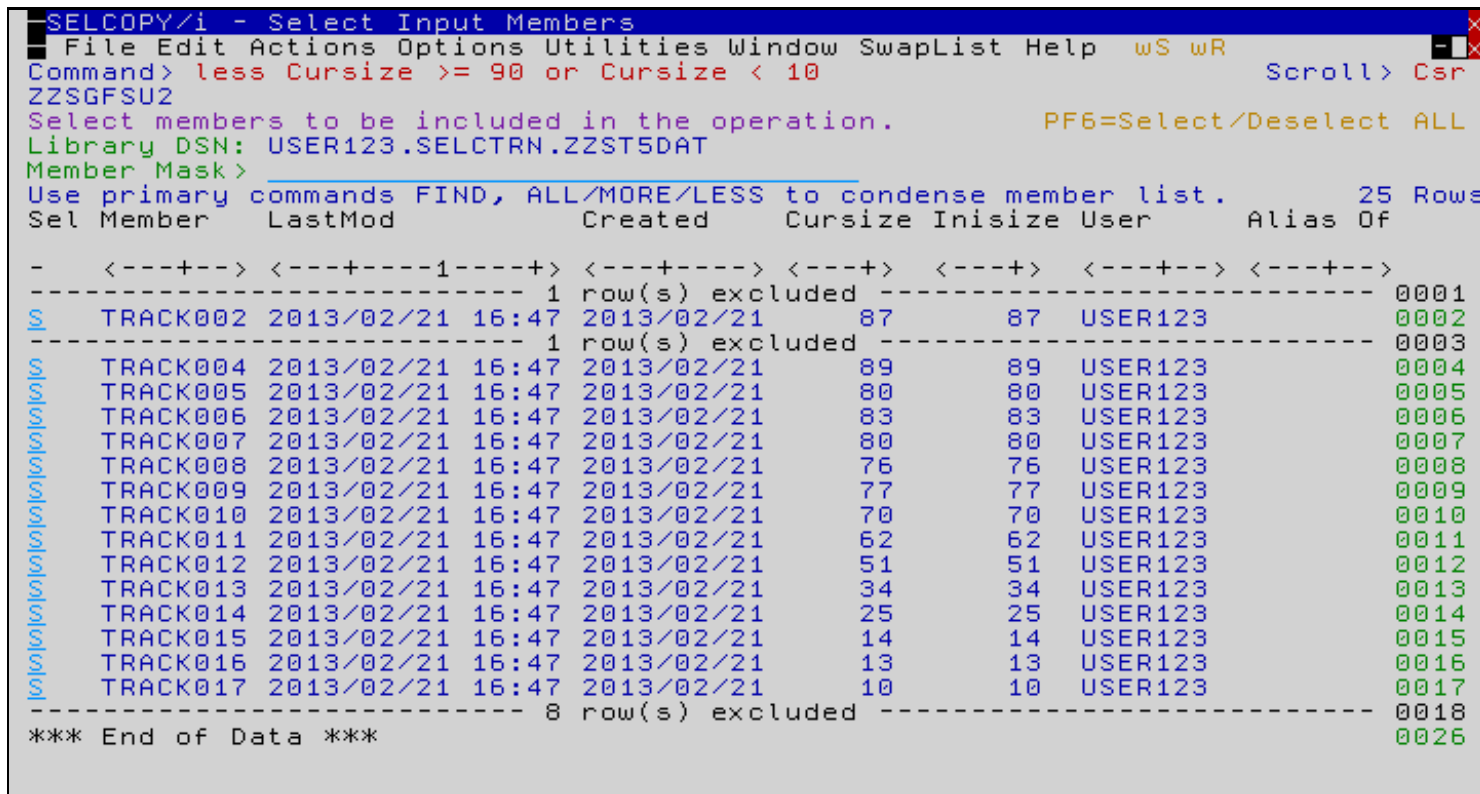 SELCOPY/i - Select Input Members
File Edit Actions Options Utilities Window SwapList Help wS wR
Command> less Cursize >= 90 or Cursize < 10 Scroll> Csr
ZZSGFSU2
Select members to be included in the operation. PF6=Select/Deselect ALL
Library DSN: USER123.SELCTRN.ZZST5DAT
Member Mask>
Use primary commands FIND, ALL/MORE/LESS to condense member list. 25 Rows
Sel Member LastMod Created Cursize Inisize User Alias Of
- <---+--> <---+----1----+> <---+----> <---+> <---+> <---+--> <---+-->
--------------------------- 1 row(s) excluded --------------------------- 0001
S TRACK002 2013/02/21 16:47 2013/02/21 87 87 USER123 0002
--------------------------- 1 row(s) excluded --------------------------- 0003
S TRACK004 2013/02/21 16:47 2013/02/21 89 89 USER123 0004
S TRACK005 2013/02/21 16:47 2013/02/21 80 80 USER123 0005
S TRACK006 2013/02/21 16:47 2013/02/21 83 83 USER123 0006
S TRACK007 2013/02/21 16:47 2013/02/21 80 80 USER123 0007
S TRACK008 2013/02/21 16:47 2013/02/21 76 76 USER123 0008
S TRACK009 2013/02/21 16:47 2013/02/21 77 77 USER123 0009
S TRACK010 2013/02/21 16:47 2013/02/21 70 70 USER123 0010
S TRACK011 2013/02/21 16:47 2013/02/21 62 62 USER123 0011
S TRACK012 2013/02/21 16:47 2013/02/21 51 51 USER123 0012
S TRACK013 2013/02/21 16:47 2013/02/21 34 34 USER123 0013
S TRACK014 2013/02/21 16:47 2013/02/21 25 25 USER123 0014
S TRACK015 2013/02/21 16:47 2013/02/21 14 14 USER123 0015
S TRACK016 2013/02/21 16:47 2013/02/21 13 13 USER123 0016
S TRACK017 2013/02/21 16:47 2013/02/21 10 10 USER123 0017
--------------------------- 8 row(s) excluded --------------------------- 0018
*** End of Data *** 0026